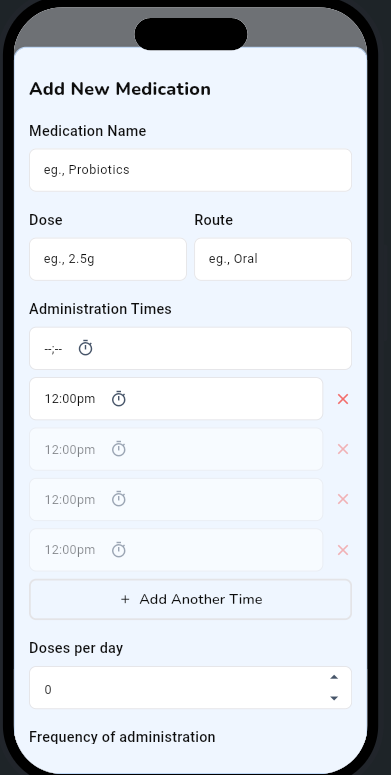 Add New Medication
Medication Name
eg., Probiotics
Dose Route
eg., 2.5g eg., Oral
Administration Times
--;--
12:00pm
12:00pm
12:00pm
12:00pm
+ Add Another Time
Doses per day
0
Frequency of administration